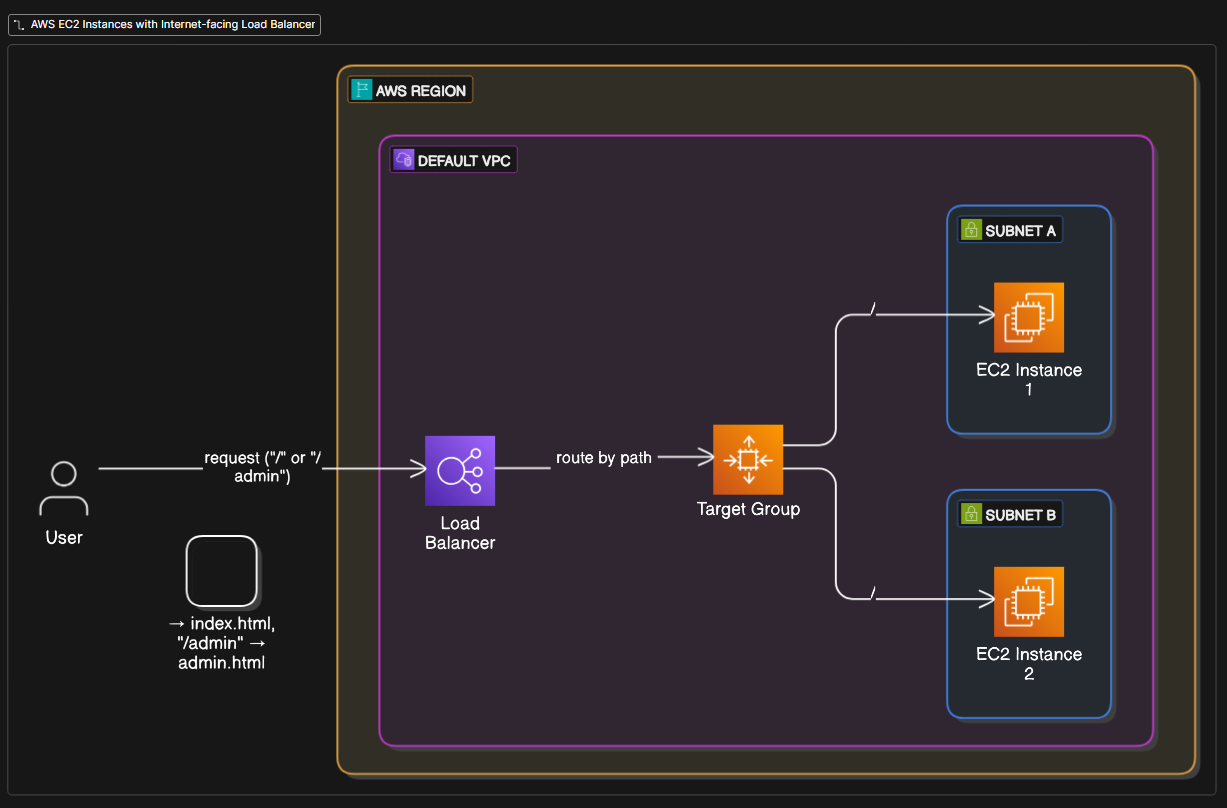 AWS EC2 Instances with Internet-facing Load Balancer
AWS REGION
DEFAULT VPC
SUBNET A
/
EC2 Instance
1
request ("/" or "/
admin")
route by path
User
Load
Balancer
Target Group
SUBNET B
/
EC2 Instance
2
→ index.html,
"/admin" →
admin.html